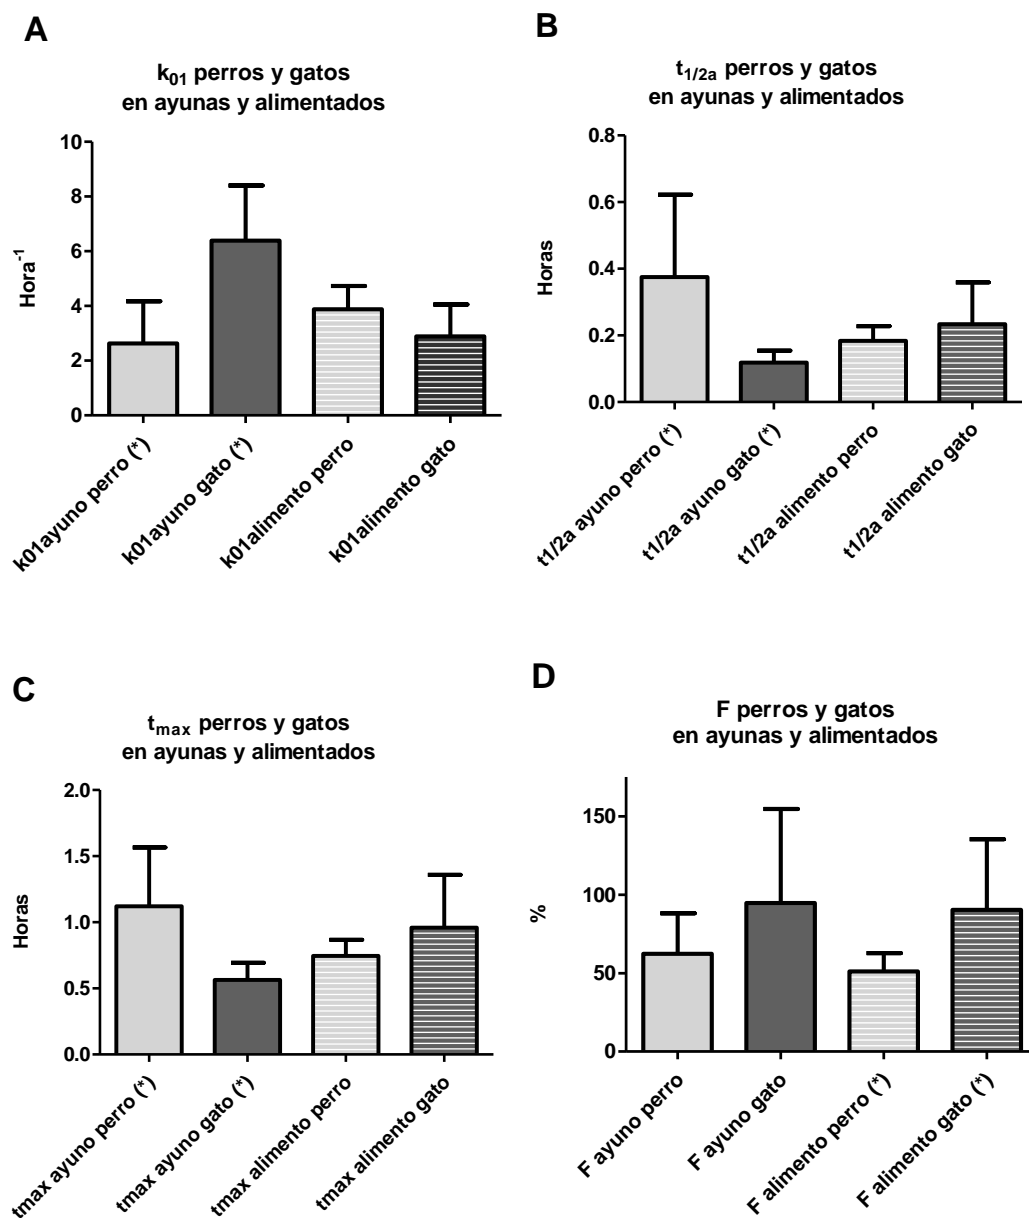 A
k01 perros y gatos
en ayunas y alimentados
10
8
6
4
2
0
Hora-1
k01ayuno perro (*)
k01ayuno gato (*)
k01alimento perro
k01alimento gato
B
t1/2a perros y gatos
en ayunas y alimentados
0.8
0.6
0.4
0.2
0.0
Horas
t1/2a ayuno perro (*)
t1/2a ayuno gato (*)
t1/2a alimento perro
t1/2a alimento gato
C
tmax perros y gatos
en ayunas y alimentados
2.0
1.5
1.0
0.5
0.0
Horas
tmax ayuno perro (*)
tmax ayuno gato (*)
tmax alimento perro
tmax alimento gato
D
F perros y gatos
en ayunas y alimentados
150
100
50
0
%
F ayuno perro
F ayuno gato
F alimento perro (*)
F alimento gato (*)